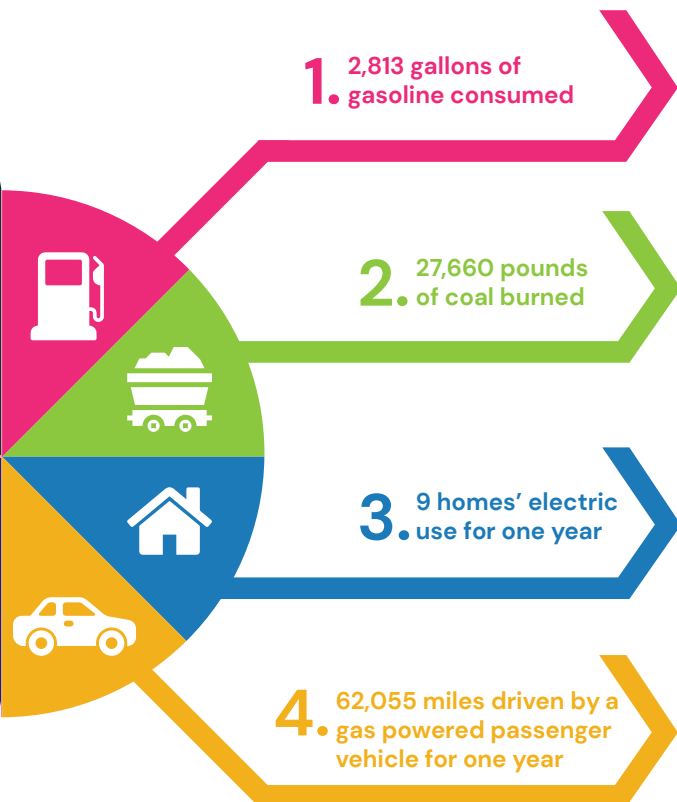 1. 2,813 gallons of
gasoline consumed
2. 27,660 pounds
of coal burned
3. 9 homes’ electric
use for one year
4. 62,055 miles driven by a
gas powered passenger
vehicle for one year